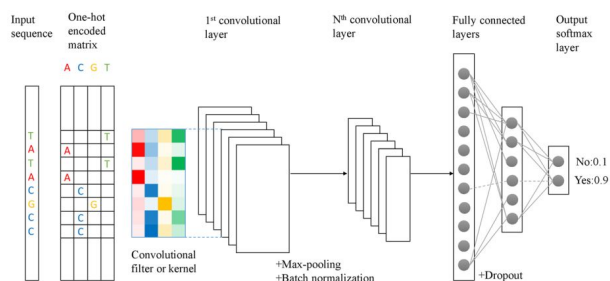 Input
sequence
One-hot
encoded
matrix
1st convolutional
layer
Nth convolutional
layer
Fully connected
layers
Output
softmax
layer
A C G T
T T
A A
T T
A A
C C
G G
C C
C C
No:0.1
Yes:0.9
Convolutional
filter or kernel
+Max-pooling
+Batch normalization
+Dropout